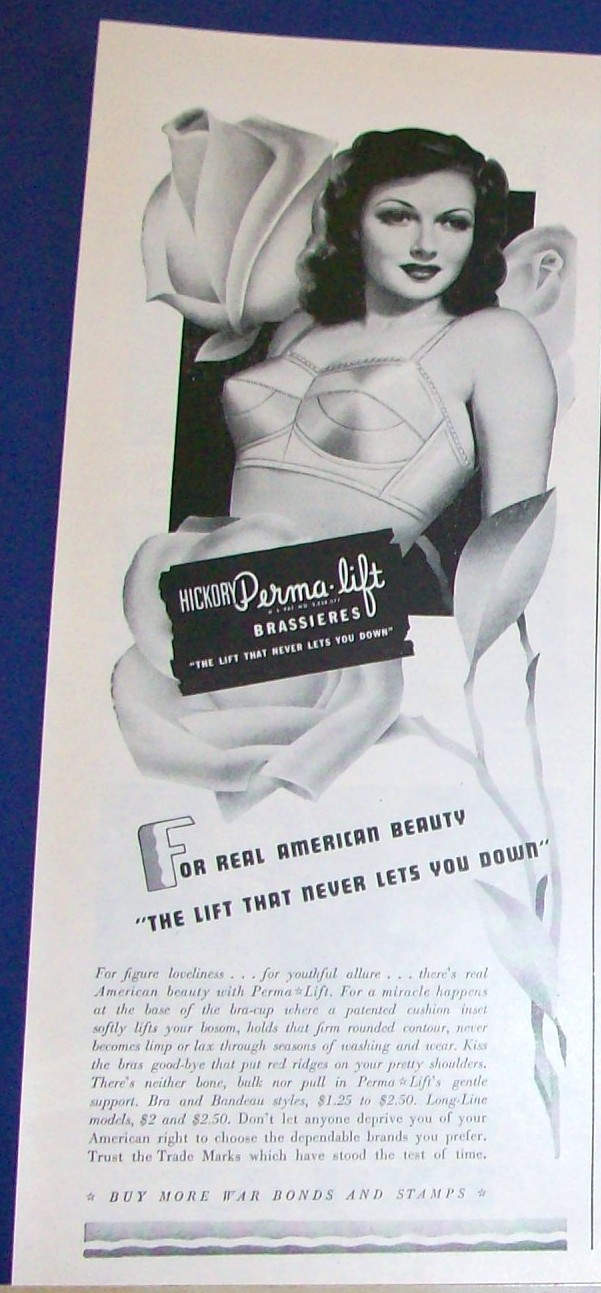 HICKORY Perma·lift
BRASSIERES
"THE LIFT THAT NEVER LETS YOU DOWN"
FOR REAL AMERICAN BEAUTY
"THE LIFT THAT NEVER LETS YOU DOWN"
For figure loveliness . . . for youthful allure . . . there's real
American beauty with Perma☆Lift. For a miracle happens
at the base of the bra-cup where a patented cushion inset
softly lifts your bosom, holds that firm rounded contour, never
becomes limp or lax through seasons of washing and wear. Kiss
the bras good-bye that put red ridges on your pretty shoulders.
There's neither bone, bulk nor pull in Perma☆Lift's gentle
support. Bra and Bandeau styles, $1.25 to $2.50. Long-Line
models, $2 and $2.50. Don't let anyone deprive you of your
American right to choose the dependable brands you prefer.
Trust the Trade Marks which have stood the test of time.
☆ BUY MORE WAR BONDS AND STAMPS ☆